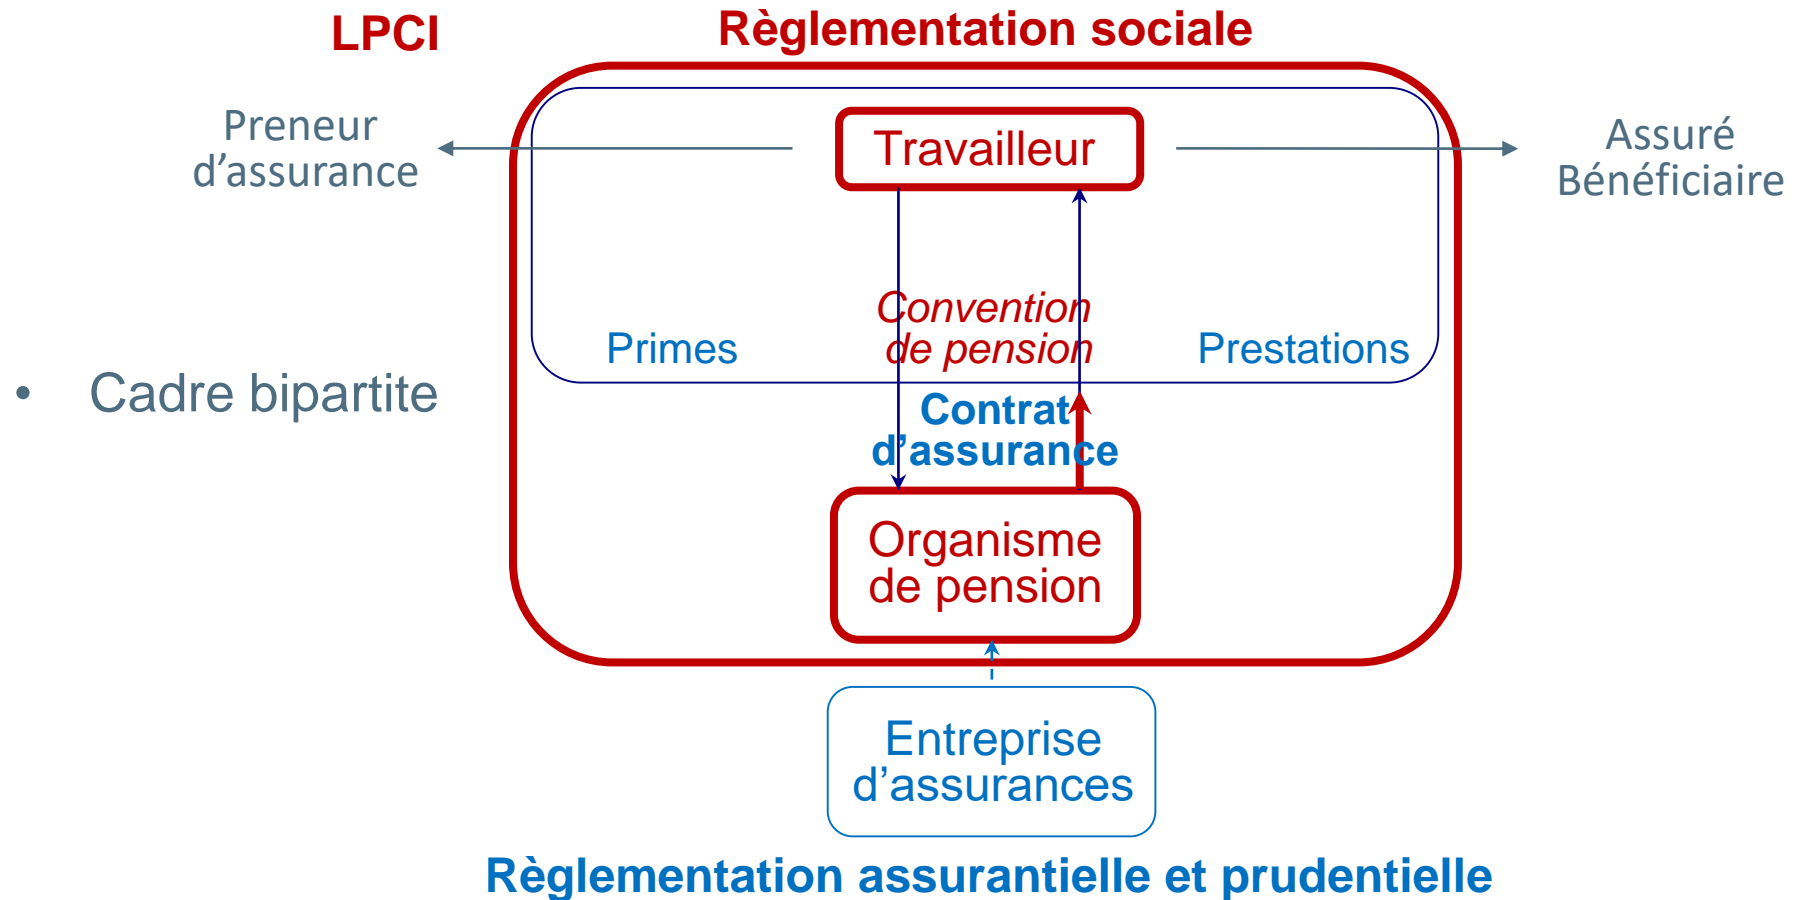 LPCI
Règlementation sociale
Preneur
d’assurance
Travailleur
Assuré
Bénéficiaire
Convention
de pension
Primes
Prestations
• Cadre bipartite
Contrat
d’assurance
Organisme
de pension
Entreprise
d’assurances
Règlementation assurantielle et prudentielle